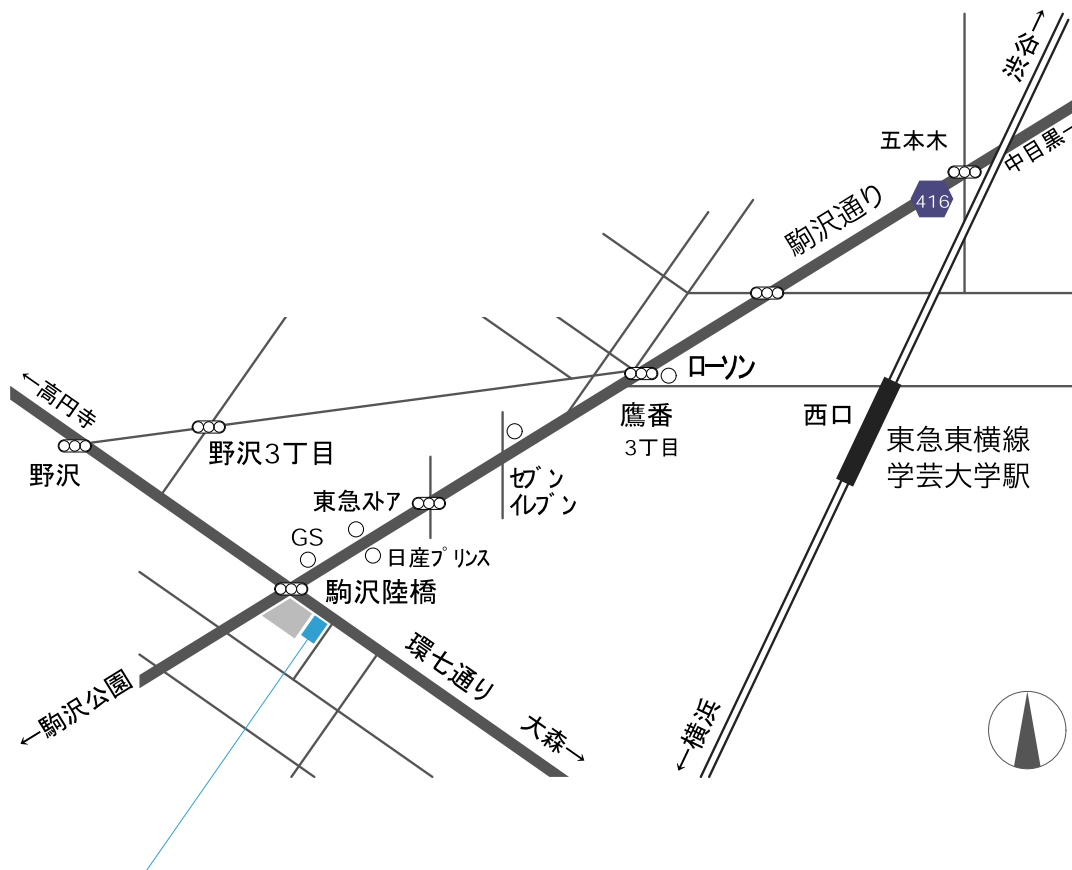 渋谷→
五本木
中目黒→
416
駒沢通り
ローソン
←高円寺
鷹番
3丁目
西口
東急東横線
学芸大学駅
野沢
野沢3丁目
セブン
イレブン
東急ストア
GS
日産プリンス
駒沢陸橋
環七通り
←駒沢公園
大森→
←横浜